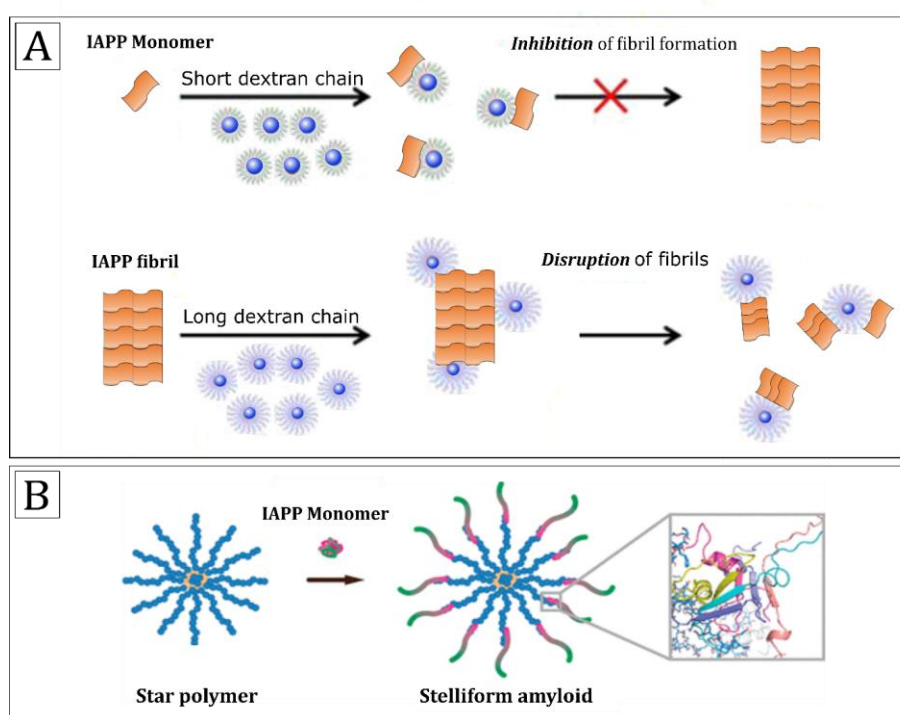 A
IAPP Monomer
Short dextran chain
Inhibition of fibril formation
IAPP fibril
Long dextran chain
Disruption of fibrils
B
IAPP Monomer
Star polymer
Stelliform amyloid